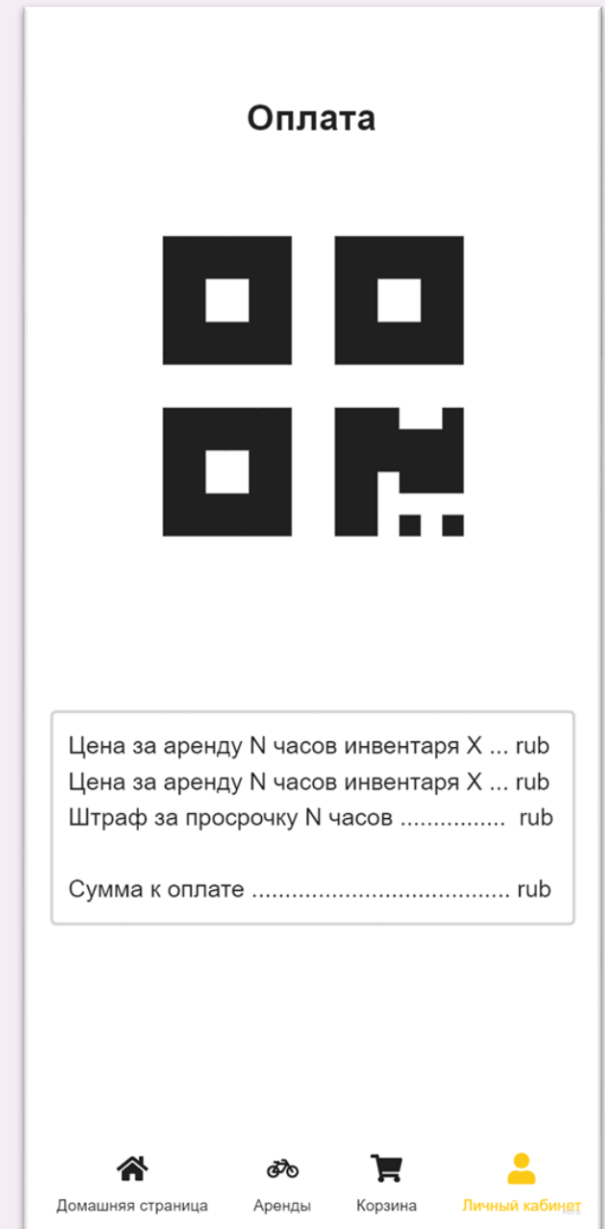 Оплата
Цена за аренду N часов инвентаря X ... rub
Цена за аренду N часов инвентаря X ... rub
Штраф за просрочку N часов ................ rub
Сумма к оплате ....................................... rub
Домашняя страница Аренды Корзина Личный кабинет